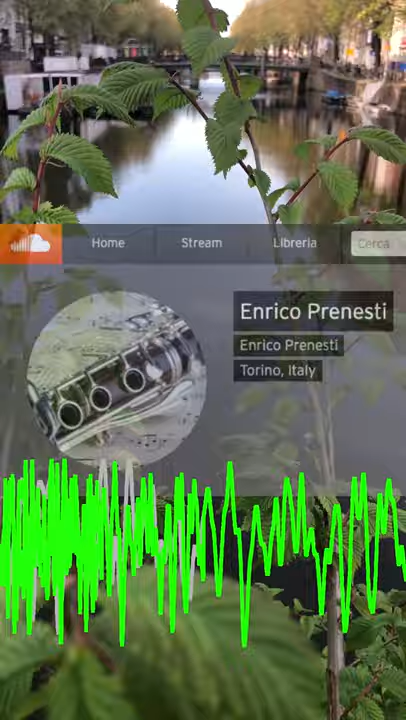 Home Stream Libreria Cerca
Enrico Prenesti
Enrico Prenesti
Torino, Italy